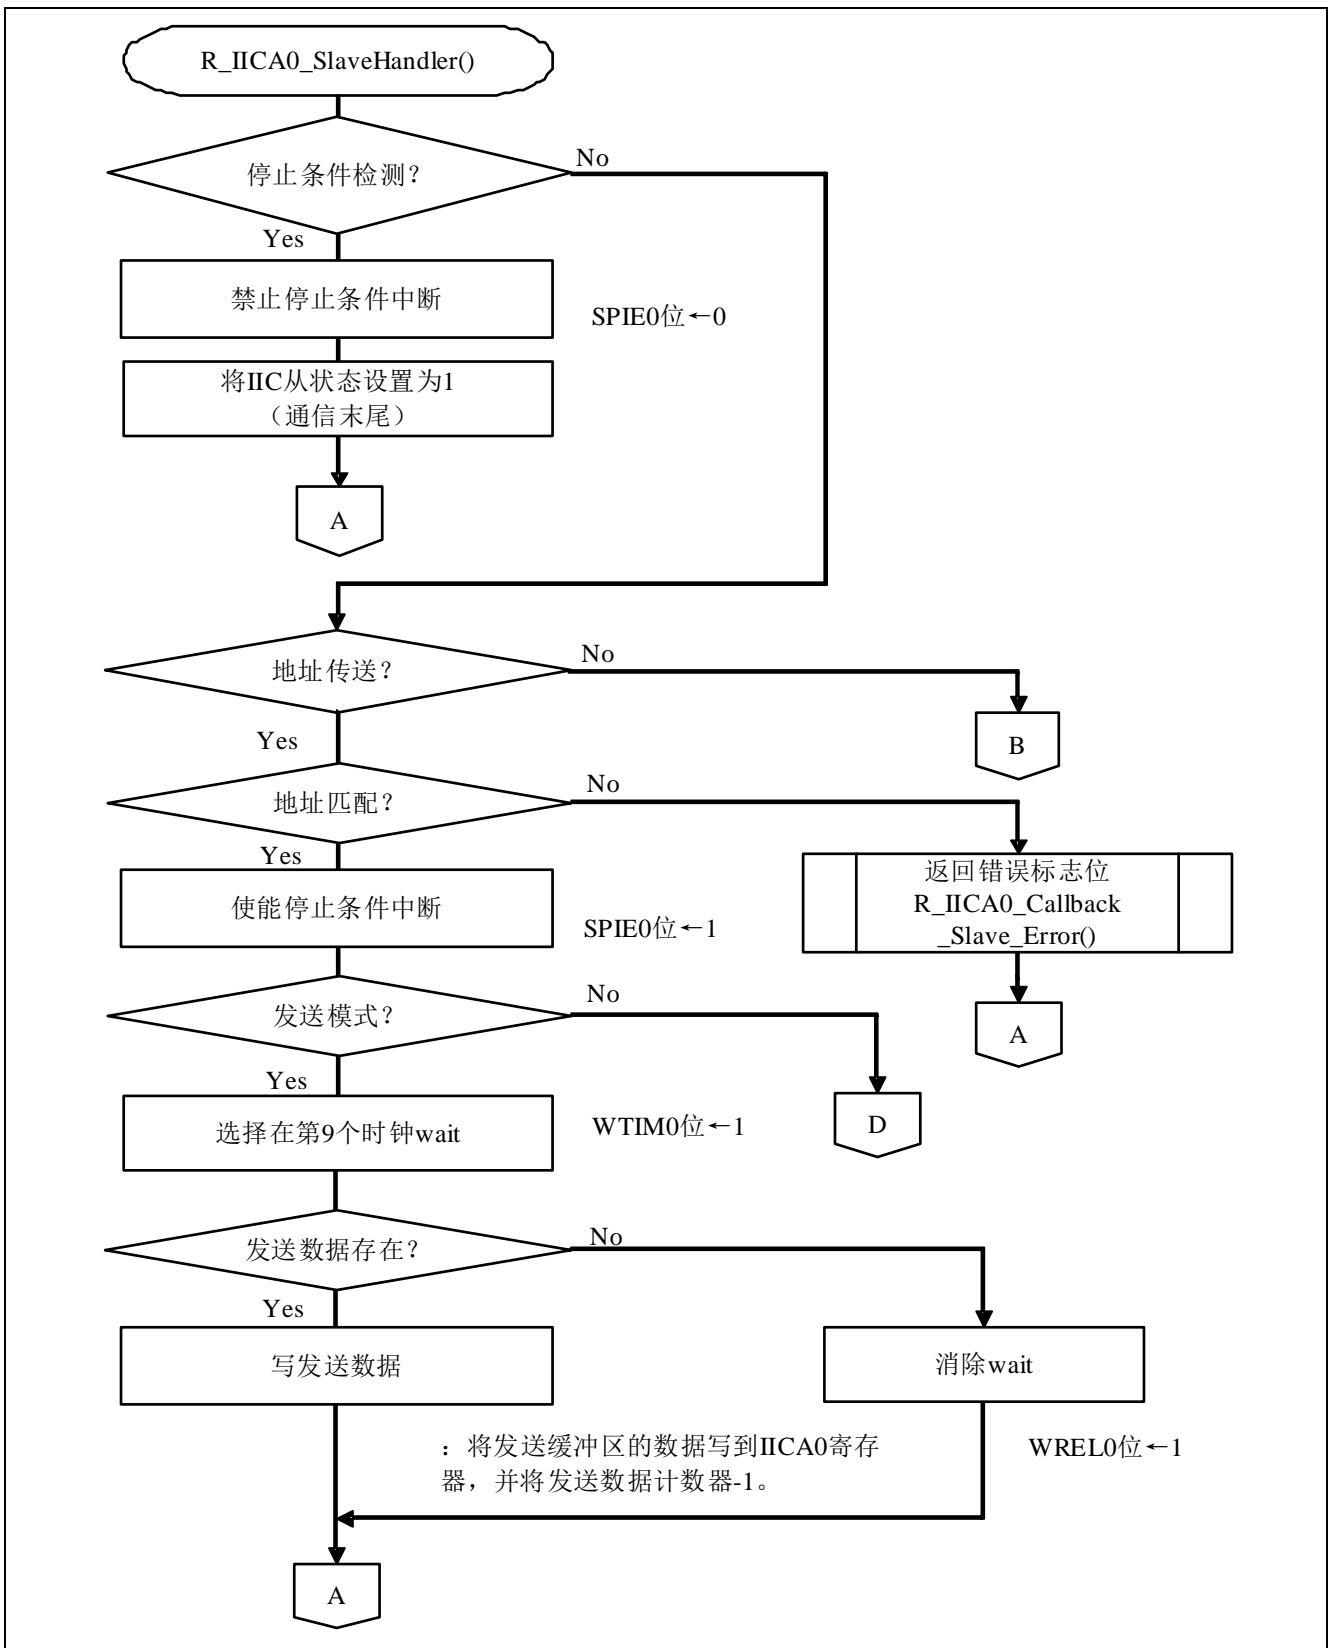 R_IICA0_SlaveHandler()
停止条件检测？
No
Yes
禁止停止条件中断
SPIE0位←0
将IIC从状态设置为1
（通信末尾）
A
地址传送？
No
Yes
B
地址匹配？
No
Yes
返回错误标志位
R_IICA0_Callback
_Slave_Error()
使能停止条件中断
SPIE0位←1
A
发送模式？
No
Yes
D
选择在第9个时钟wait
WTIM0位←1
发送数据存在？
No
Yes
写发送数据
消除wait
：将发送缓冲区的数据写到IICA0寄存
器，并将发送数据计数器-1。
WREL0位←1
A